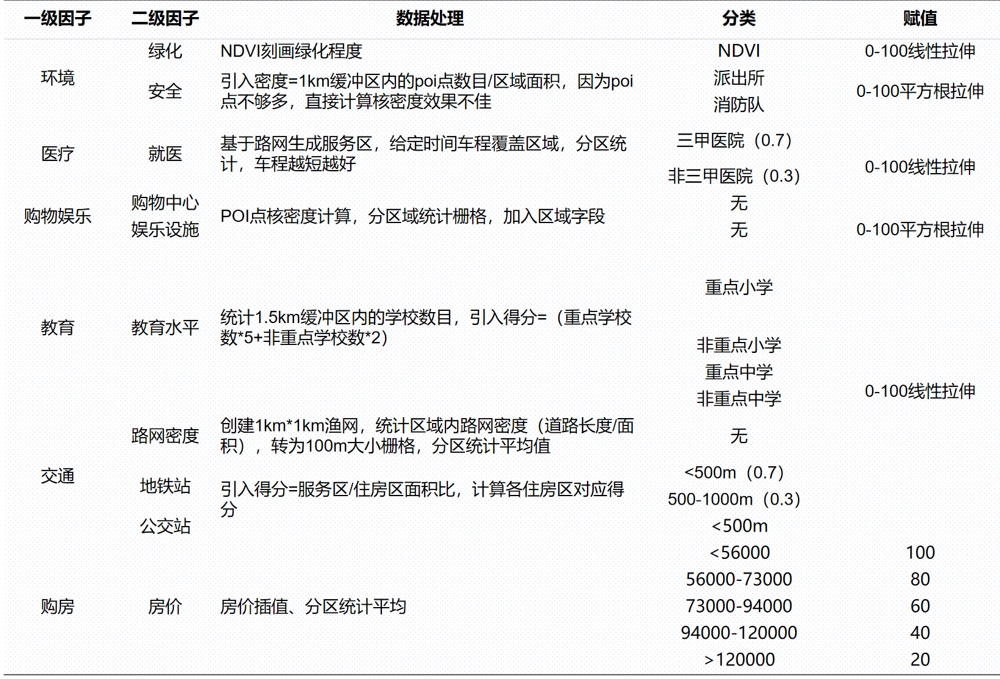 一级因子 二级因子 数据处理 分类 赋值
环境 绿化 NDVI刻画绿化程度 NDVI 0-100线性拉伸
安全 引入密度=1km缓冲区内的poi点数目/区域面积，因为poi
点不够多，直接计算核密度效果不佳 派出所
消防队 0-100平方根拉伸
医疗 就医 基于路网生成服务区，给定时间车程覆盖区域，分区统
计，车程越短越好 三甲医院（0.7）
非三甲医院（0.3） 0-100线性拉伸
购物娱乐 购物中心 POI点核密度计算，分区域统计栅格，加入区域字段 无
娱乐设施 无 0-100平方根拉伸
教育 教育水平 统计1.5km缓冲区内的学校数目，引入得分=（重点学校
数*5+非重点学校数*2） 重点小学
非重点小学
重点中学
非重点中学 0-100线性拉伸
交通 路网密度 创建1km*1km渔网，统计区域内路网密度（道路长度/面
积），转为100m大小栅格，分区统计平均值 无
地铁站 引入得分=服务区/住房区面积比，计算各住房区对应得
分 <500m（0.7）
500-1000m（0.3）
公交站 <500m
购房 房价 房价插值、分区统计平均 <56000 100
56000-73000 80
73000-94000 60
94000-120000 40
>120000 20